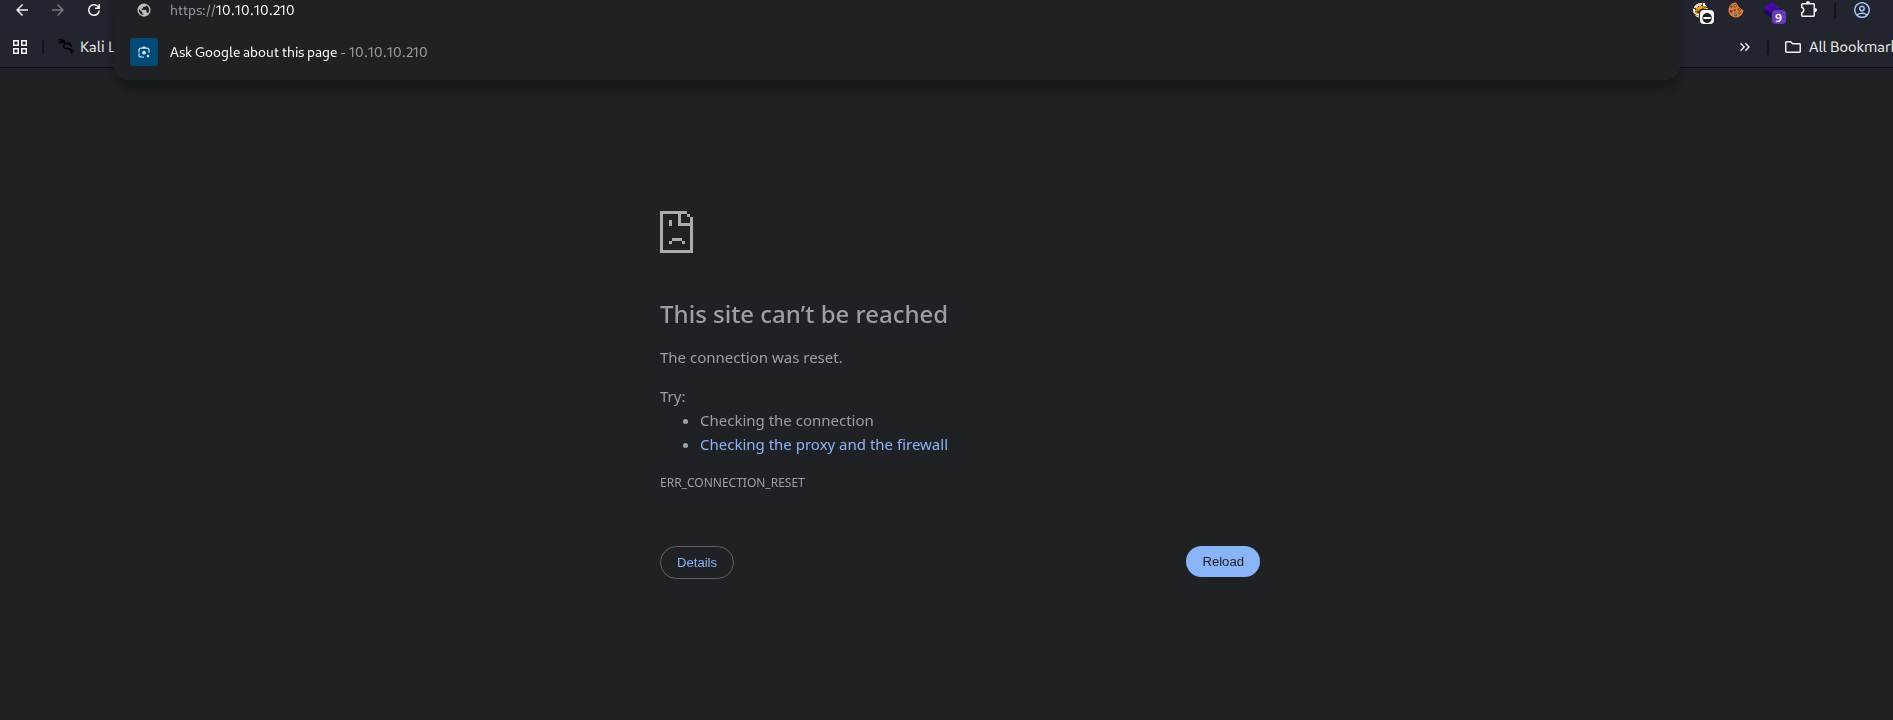 https://10.10.10.210
9
Ask Google about this page - 10.10.10.210
Kali L
All Bookmark
This site can’t be reached
The connection was reset.
Try:
• Checking the connection
• Checking the proxy and the firewall
ERR_CONNECTION_RESET
Details
Reload